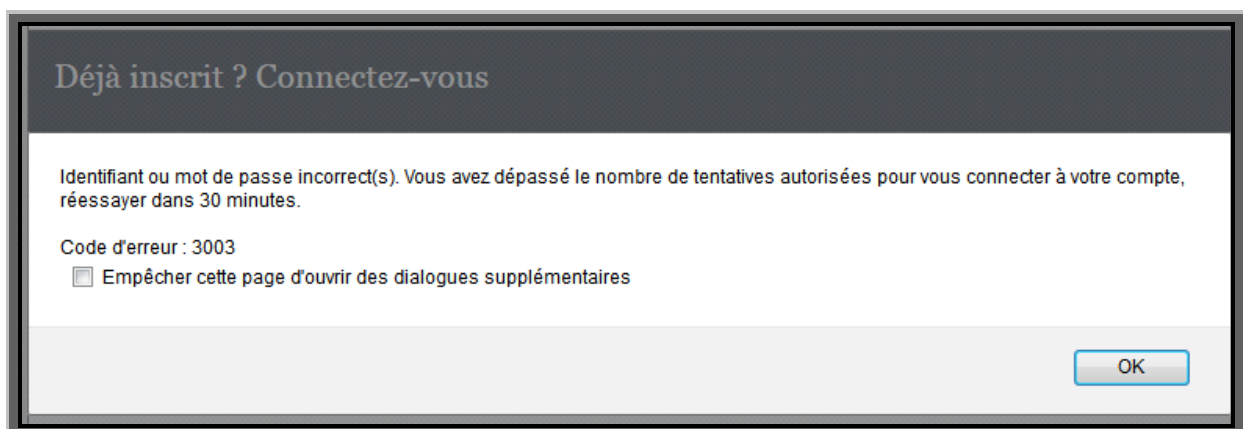 Déjà inscrit ? Connectez-vous
Identifiant ou mot de passe incorrect(s). Vous avez dépassé le nombre de tentatives autorisées pour vous connecter à votre compte,
réessayer dans 30 minutes.
Code d'erreur : 3003
Empêcher cette page d'ouvrir des dialogues supplémentaires
OK